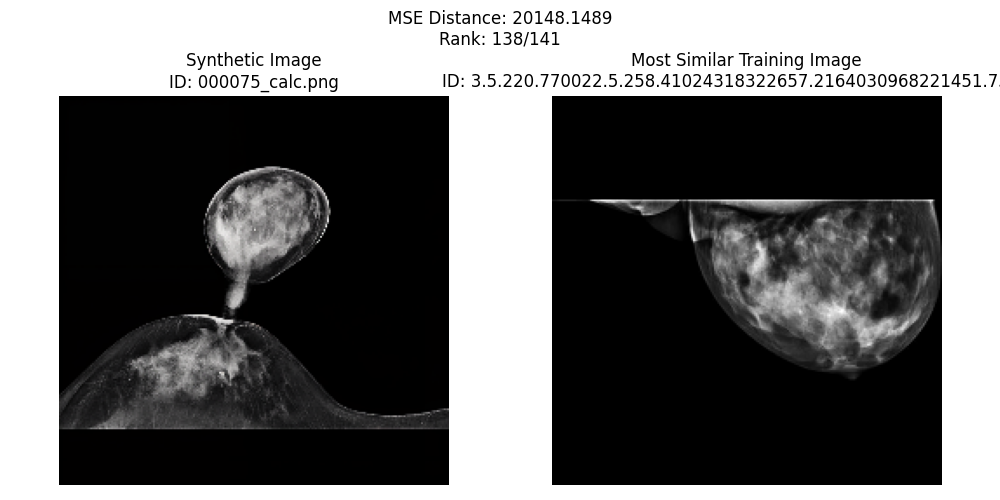 MSE Distance: 20148.1489
Rank: 138/141
Synthetic Image
ID: 000075_calc.png
Most Similar Training Image
ID: 3.5.220.770022.5.258.41024318322657.2164030968221451.7.